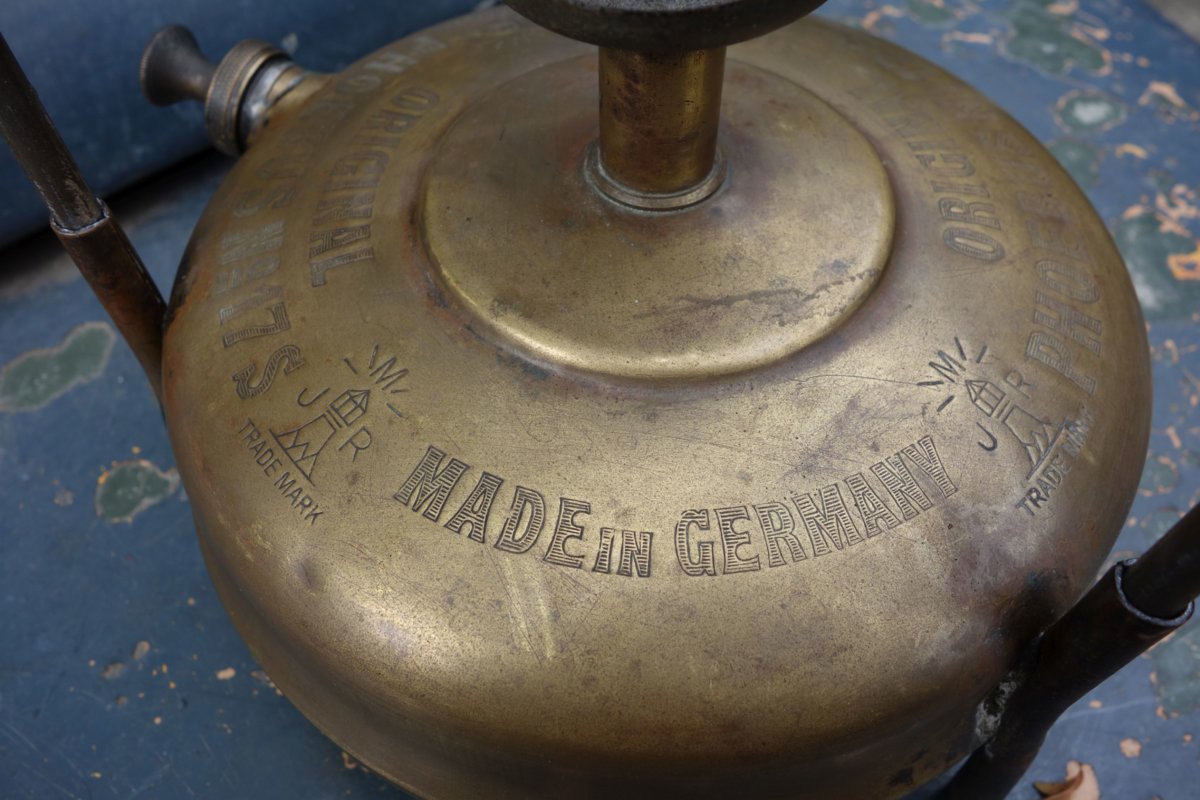 ORIGINAL
J M R
TRADE MARK
MADE IN GERMANY
ORIGINAL
PHOE
J M R
TRADE MARK